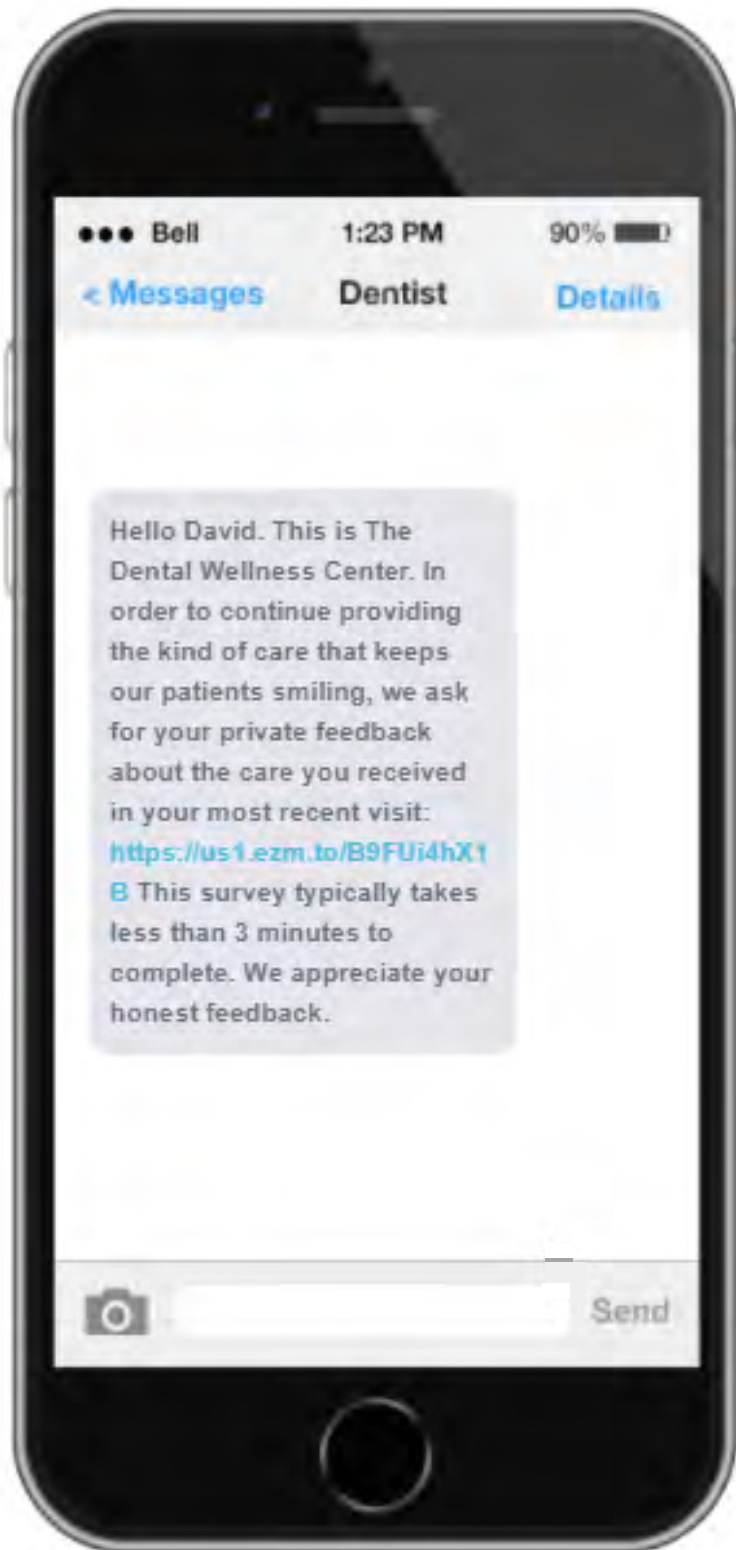 ●●● Bell 1:23 PM 90%
< Messages Dentist Details
Hello David. This is The
Dental Wellness Center. In
order to continue providing
the kind of care that keeps
our patients smiling, we ask
for your private feedback
about the care you received
in your most recent visit:
https://us1.ezm.to/B9FUi4hX1
B This survey typically takes
less than 3 minutes to
complete. We appreciate your
honest feedback.
Send